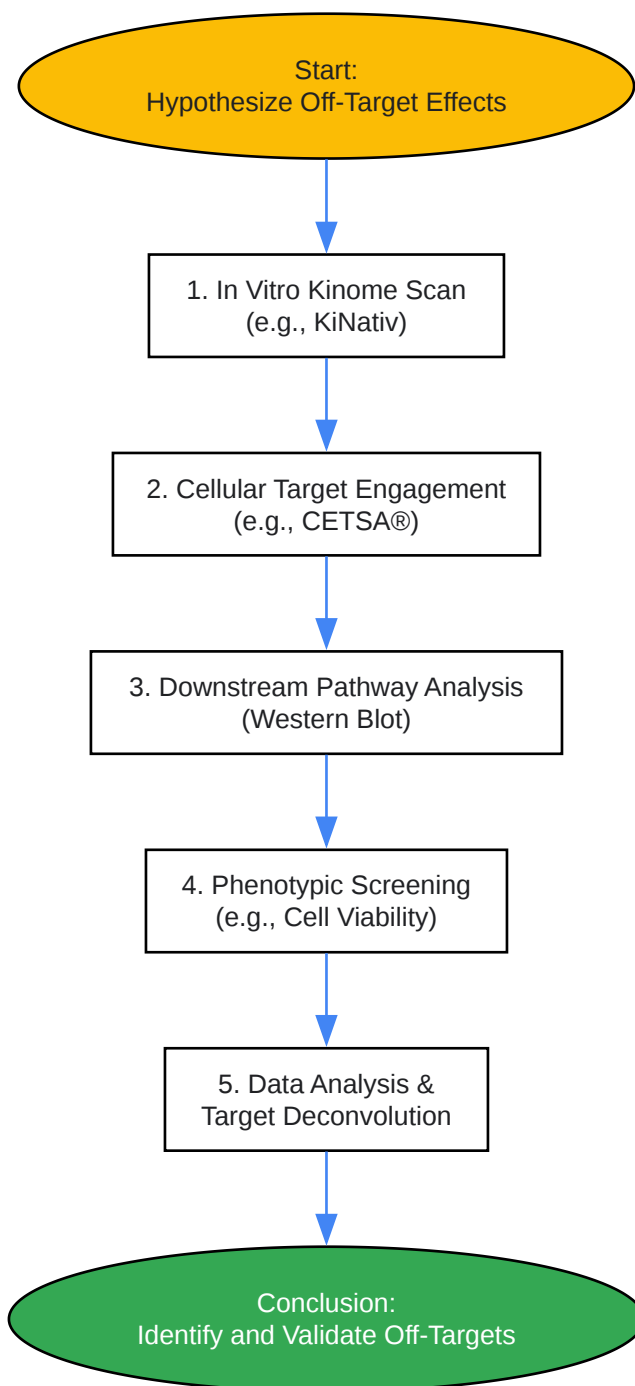 Start:
Hypothesize Off-Target Effects
1. In Vitro Kinome Scan
(e.g., KiNativ)
2. Cellular Target Engagement
(e.g., CETSA®)
3. Downstream Pathway Analysis
(Western Blot)
4. Phenotypic Screening
(e.g., Cell Viability)
5. Data Analysis &
Target Deconvolution
Conclusion:
Identify and Validate Off-Targets